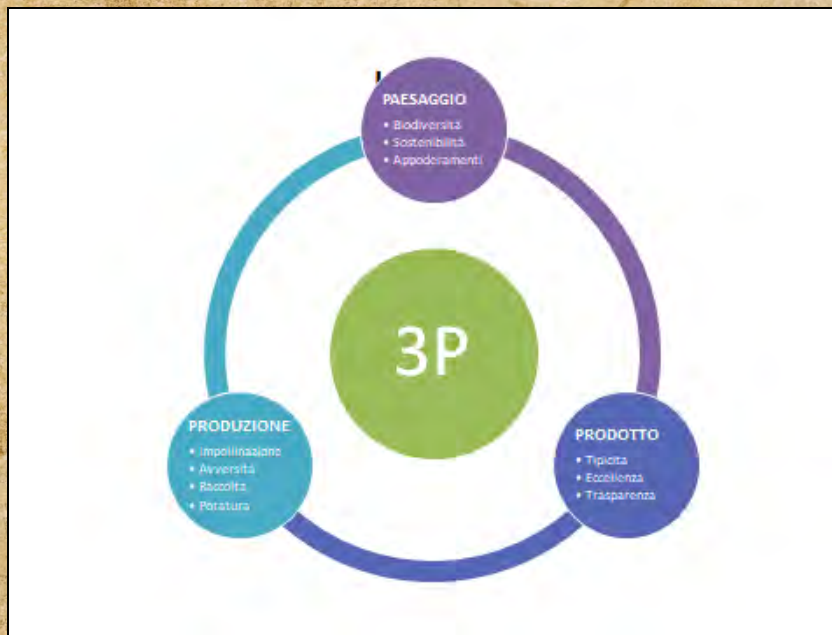 PAESAGGIO
• Biodiversità
• Sostenibilità
• Appoderamenti
3P
PRODUZIONE
• Impollinazione
• Avversità
• Raccolta
• Potatura
PRODOTTO
• Tipicità
• Eccellenza
• Trasparenza